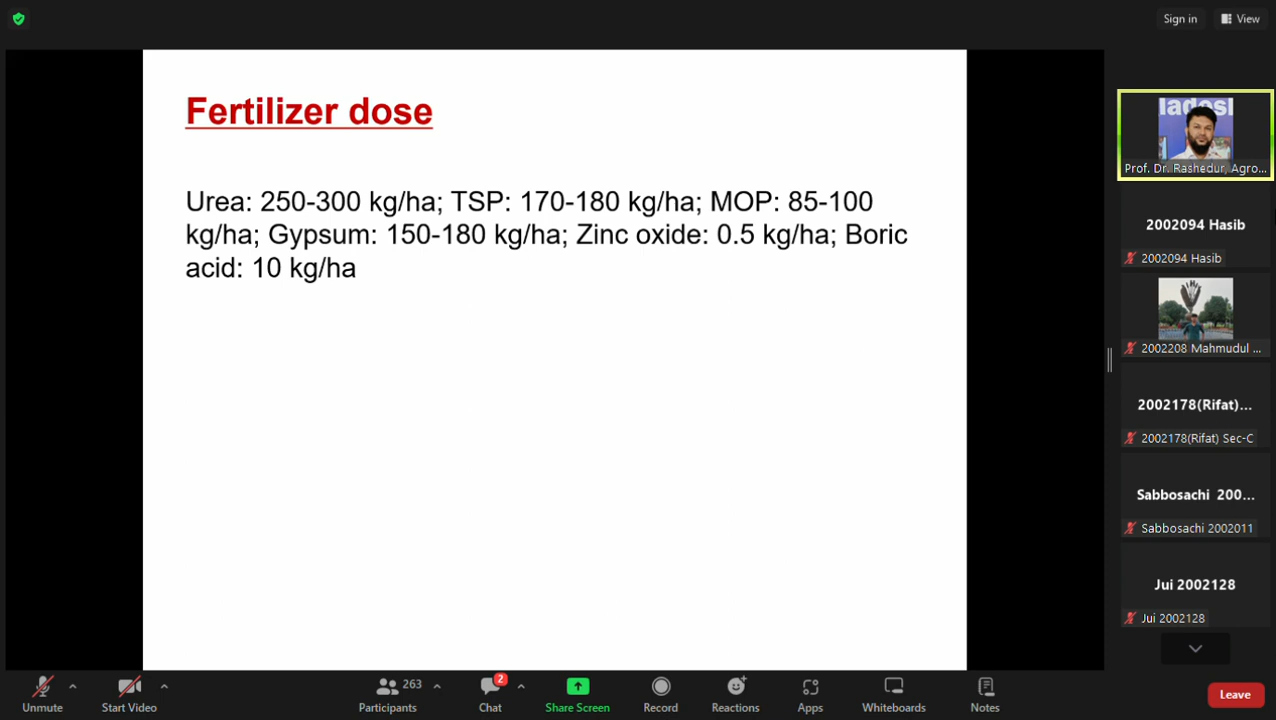 Sign in
View
Fertilizer dose
Urea: 250-300 kg/ha; TSP: 170-180 kg/ha; MOP: 85-100
kg/ha; Gypsum: 150-180 kg/ha; Zinc oxide: 0.5 kg/ha; Boric
acid: 10 kg/ha
ladesl
Prof. Dr. Rashedur, Agro...
2002094 Hasib
2002094 Hasib
2002208 Mahmudul ...
2002178(Rifat)...
2002178(Rifat) Sec-C
Sabbosachi 200...
Sabbosachi 2002011
Jui 2002128
Jui 2002128
Unmute
Start Video
263
Participants
2
Chat
Share Screen
Record
Reactions
Apps
Whiteboards
Notes
Leave